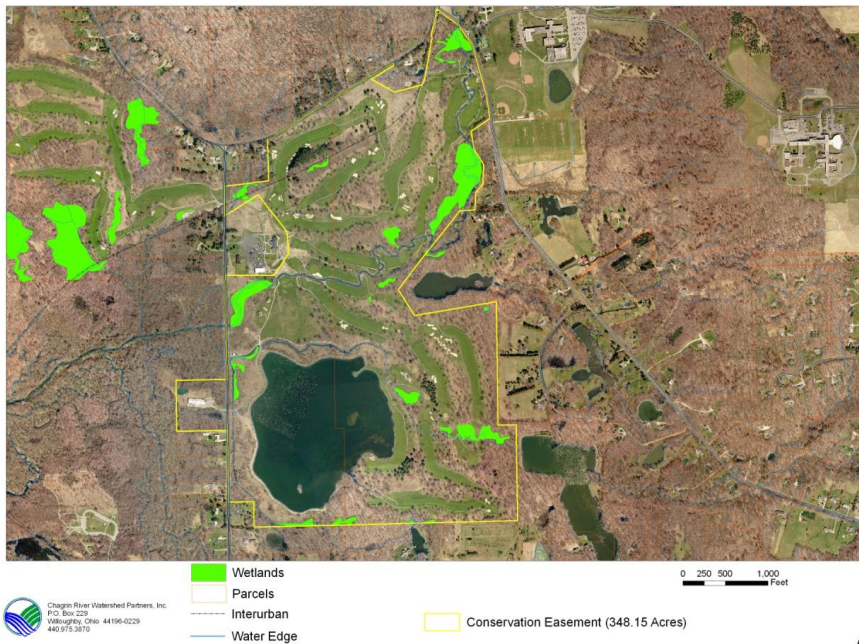 Wetlands
Parcels
Interurban
Water Edge
Chagrin River Watershed Partners, Inc.
P.O. Box 229
Willoughby, Ohio 44196-0229
440.975.3870
Conservation Easement (348.15 Acres)
0 250 500 1,000
Feet